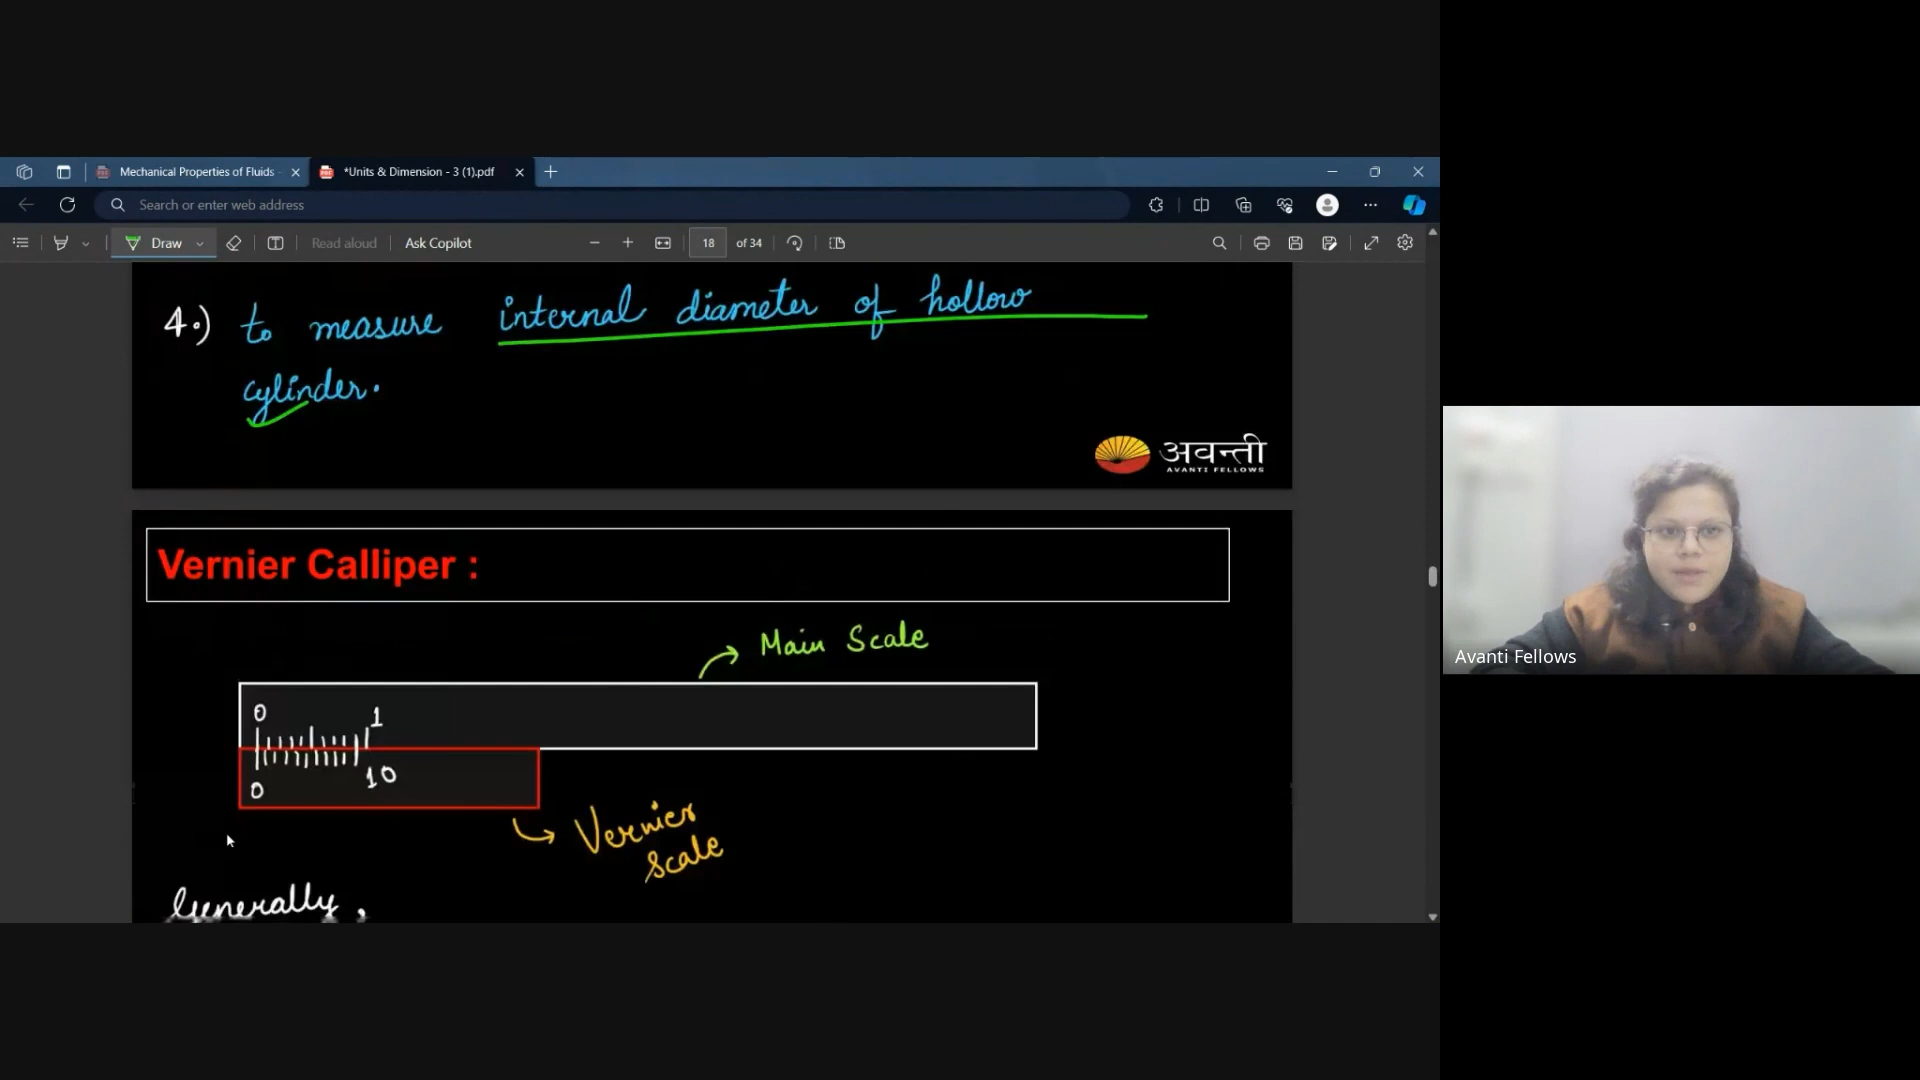 Mechanical Properties of Fluids -
*Units & Dimension - 3 (1).pdf
Search or enter web address
Draw
Read aloud
Ask Copilot
18
of 34
4.) to measure internal diameter of hollow
cylinder.
अवन्ती
AVANTI FELLOWS
Vernier Calliper :
Main Scale
0 1
0 10
Vernier
Scale
Generally,
Avanti Fellows